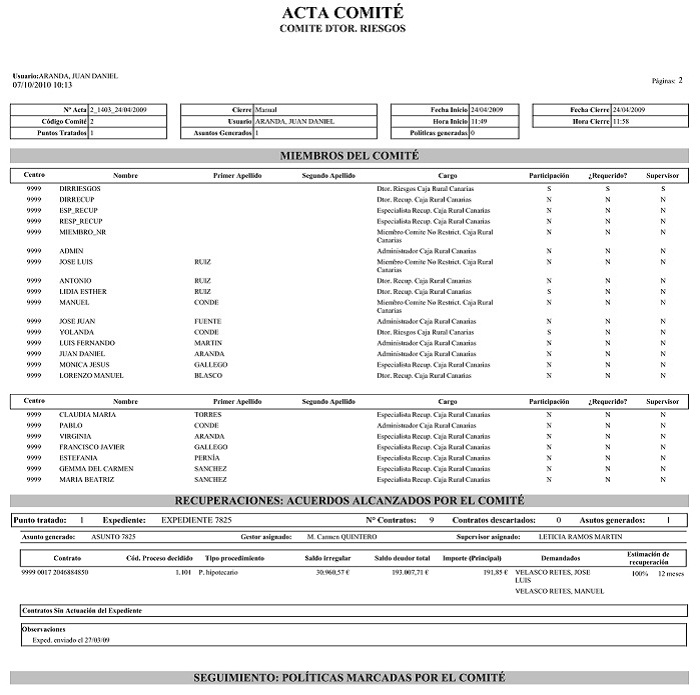 ACTA COMITÉ
COMITE DTOR. RIESGOS
Usuario:ARANDA, JUAN DANIEL
07/10/2010 10:13
Páginas: 2
Nº Acta 2_1403_24/04/2009 Cierre Manual Fecha Inicio 24/04/2009 Fecha Cierre 24/04/2009
Código Comité 2 Usuario ARANDA, JUAN DANIEL Hora Inicio 11:49 Hora Cierre 11:58
Puntos Tratados 1 Asuntos Generados 1 Políticas generadas 0
MIEMBROS DEL COMITÉ
Centro Nombre Primer Apellido Segundo Apellido Cargo Participación ¿Requerido? Supervisor
9999 DIRRIESGOS Dtor. Riesgos Caja Rural Canarias S S S
9999 DIRRECUP Dtor. Recup. Caja Rural Canarias N N N
9999 ESP_RECUP Especialista Recup. Caja Rural Canarias N N N
9999 RESP_RECUP Especialista Recup. Caja Rural Canarias N N N
9999 MIEMBRO_NR Miembro Comite No Restrict. Caja Rural N N N
Canarias
9999 ADMIN Administrador Caja Rural Canarias N N N
9999 JOSE LUIS RUIZ Miembro Comite No Restrict. Caja Rural N N N
Canarias
9999 ANTONIO RUIZ Dtor. Recup. Caja Rural Canarias N N N
9999 LIDIA ESTHER RUIZ Dtor. Recup. Caja Rural Canarias S N N
9999 MANUEL CONDE Miembro Comite No Restrict. Caja Rural N N N
Canarias
9999 JOSE JUAN FUENTE Administrador Caja Rural Canarias N N N
9999 YOLANDA CONDE Dtor. Riesgos Caja Rural Canarias S N N
9999 LUIS FERNANDO MARTIN Administrador Caja Rural Canarias N N N
9999 JUAN DANIEL ARANDA Administrador Caja Rural Canarias N N N
9999 MONICA JESUS GALLEGO Especialista Recup. Caja Rural Canarias N N N
9999 LORENZO MANUEL BLASCO Dtor. Recup. Caja Rural Canarias N N N
Centro Nombre Primer Apellido Segundo Apellido Cargo Participación ¿Requerido? Supervisor
9999 CLAUDIA MARIA TORRES Especialista Recup. Caja Rural Canarias N N N
9999 PABLO CONDE Administrador Caja Rural Canarias N N N
9999 VIRGINIA ARANDA Especialista Recup. Caja Rural Canarias N N N
9999 FRANCISCO JAVIER GALLEGO Especialista Recup. Caja Rural Canarias N N N
9999 ESTEFANIA PERNÍA Especialista Recup. Caja Rural Canarias N N N
9999 GEMMA DEL CARMEN SANCHEZ Especialista Recup. Caja Rural Canarias N N N
9999 MARIA BEATRIZ SANCHEZ Especialista Recup. Caja Rural Canarias N N N
RECUPERACIONES: ACUERDOS ALCANZADOS POR EL COMITÉ
Punto tratado: 1 Expediente: EXPEDIENTE 7825 Nº Contratos: 9 Contratos descartados: 0 Asutos generados: 1
Asunto generado: ASUNTO 7825 Gestor asignado: M. Carmen QUINTERO Supervisor asignado: LETICIA RAMOS MARTIN
Contrato Cód. Proceso decidido Tipo procedimiento Saldo irregular Saldo deudor total Importe (Principal) Demandados Estimación de
recuperación
9999 0017 2046884850 1.101 P. hipotecario 30.960,57 € 193.007,71 € 191,85 € VELASCO RETES, JOSE 100% 12 meses
LUIS
VELASCO RETES, MANUEL
Contratos Sin Actuación del Expediente
Observaciones
Exped. enviado el 27/03/09
SEGUIMIENTO: POLÍTICAS MARCADAS POR EL COMITÉ